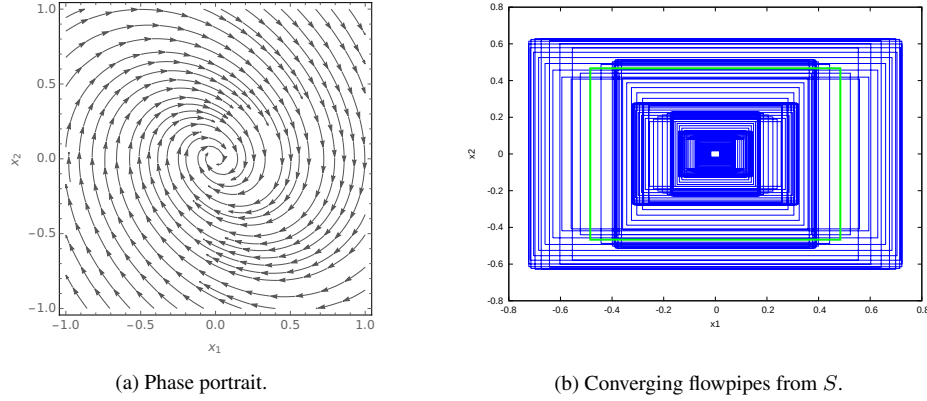 1.0
0.5
0.0
−0.5
−1.0
x₂
−1.0 −0.5 0.0 0.5 1.0
x₁
(a) Phase portrait.
0.8
0.6
0.4
0.2
0
-0.2
-0.4
-0.6
-0.8
x2
-0.8 -0.6 -0.4 -0.2 0 0.2 0.4 0.6 0.8
x1
(b) Converging flowpipes from S.